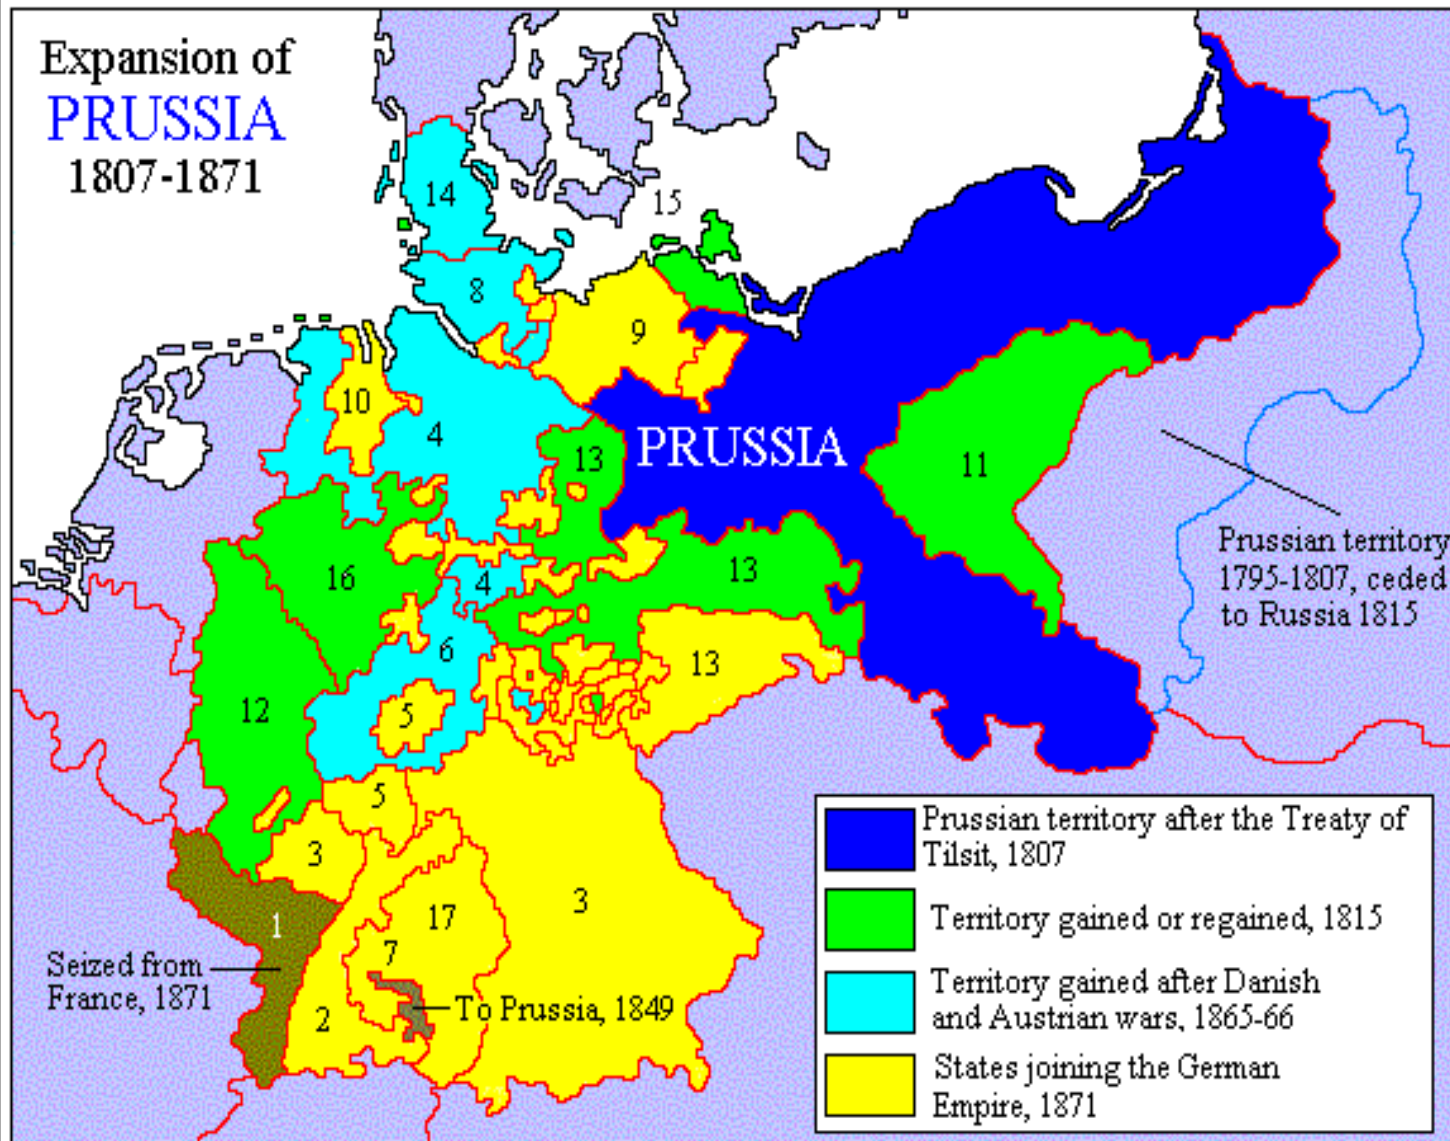 Expansion of
PRUSSIA
1807-1871
14
15
8
9
10
4
PRUSSIA
13
11
Prussian territory
1795-1807, ceded
to Russia 1815
16
4
13
6
13
12
5
5
3
3
1
17
7
2
Seized from
France, 1871
To Prussia, 1849
Prussian territory after the Treaty of
Tilsit, 1807
Territory gained or regained, 1815
Territory gained after Danish
and Austrian wars, 1865-66
States joining the German
Empire, 1871